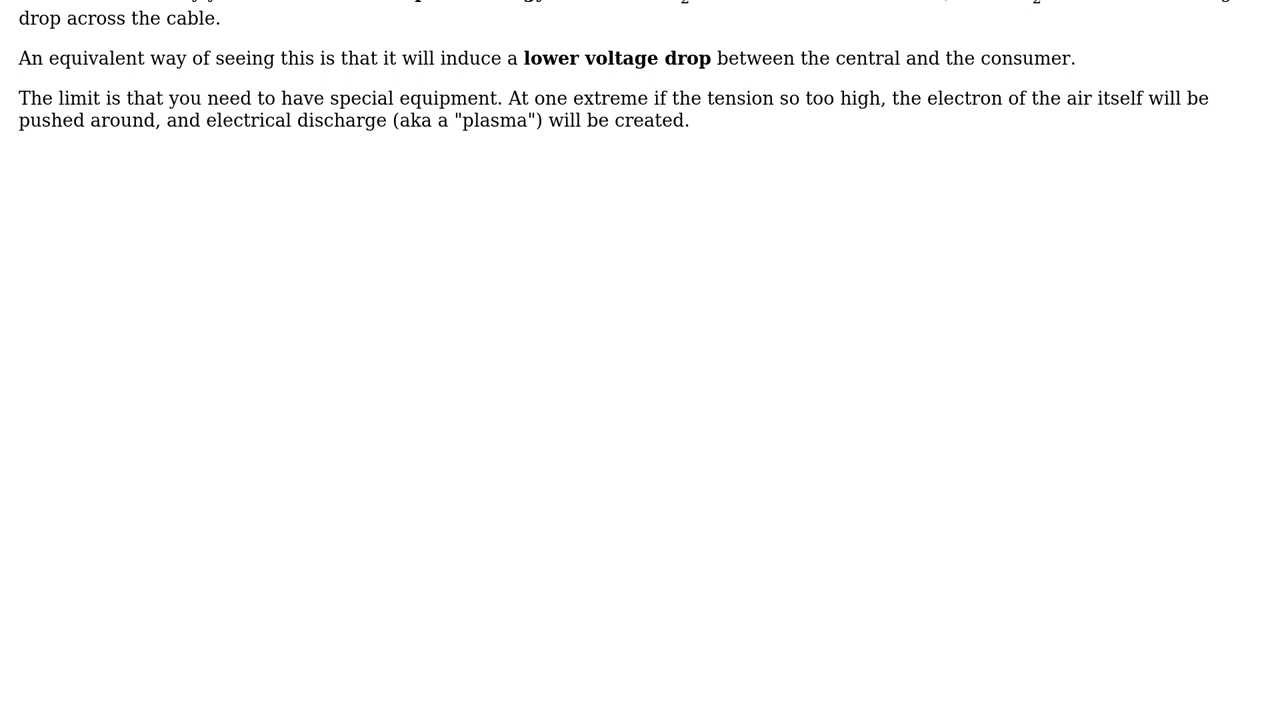 drop across the cable.
An equivalent way of seeing this is that it will induce a lower voltage drop between the central and the consumer.
The limit is that you need to have special equipment. At one extreme if the tension so too high, the electron of the air itself will be
pushed around, and electrical discharge (aka a "plasma") will be created.